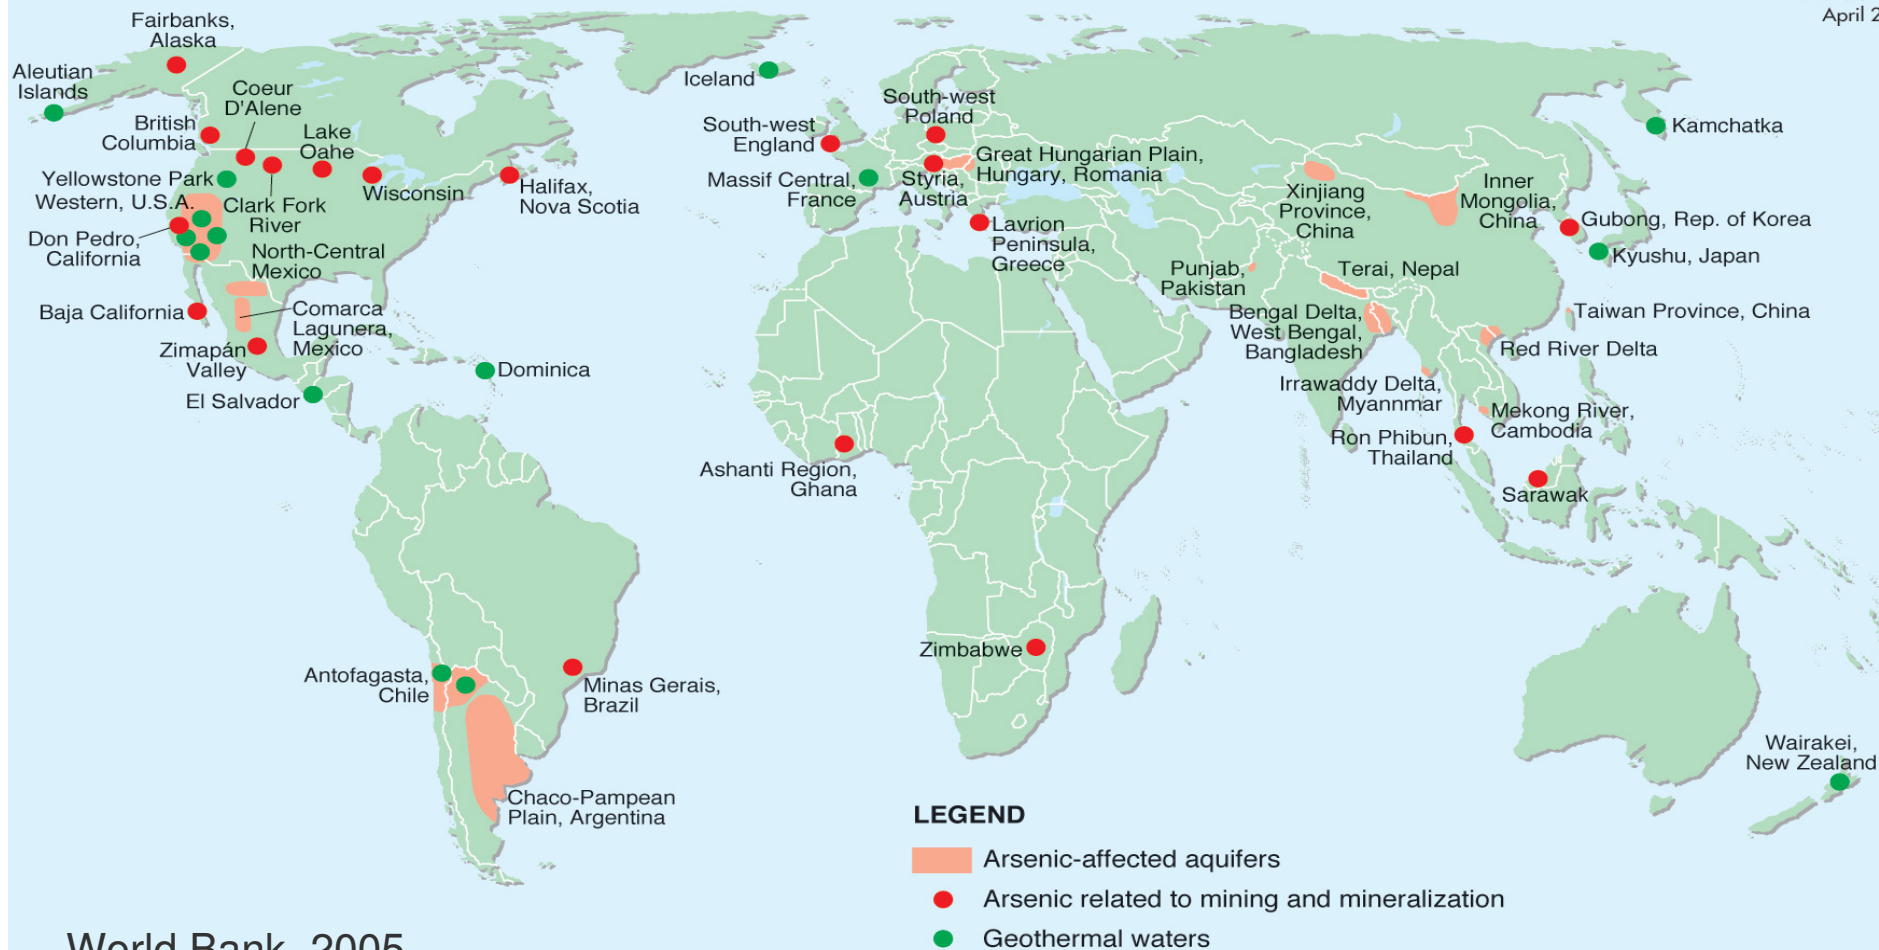 April 2
Fairbanks,
Alaska
Aleutian
Islands
Coeur
D'Alene
British
Columbia
Lake
Oahe
Yellowstone Park
Western, U.S.A.
Clark Fork
River
Wisconsin
Halifax,
Nova Scotia
Don Pedro,
California
North-Central
Mexico
Baja California
Comarca
Lagunera,
Mexico
Zimapán
Valley
El Salvador
Dominica
Antofagasta,
Chile
Minas Gerais,
Brazil
Chaco-Pampean
Plain, Argentina
Iceland
South-west
Poland
South-west
England
Massif Central,
France
Styria,
Austria
Great Hungarian Plain,
Hungary, Romania
Lavrion
Peninsula,
Greece
Ashanti Region,
Ghana
Zimbabwe
Kamchatka
Xinjiang
Province,
China
Inner
Mongolia,
China
Gubong, Rep. of Korea
Kyushu, Japan
Punjab,
Pakistan
Terai, Nepal
Bengal Delta,
West Bengal,
Bangladesh
Taiwan Province, China
Red River Delta
Irrawaddy Delta,
Myannmar
Mekong River,
Cambodia
Ron Phibun,
Thailand
Sarawak
Wairakei,
New Zealand
LEGEND
Arsenic-affected aquifers
Arsenic related to mining and mineralization
Geothermal waters
World Bank, 2005